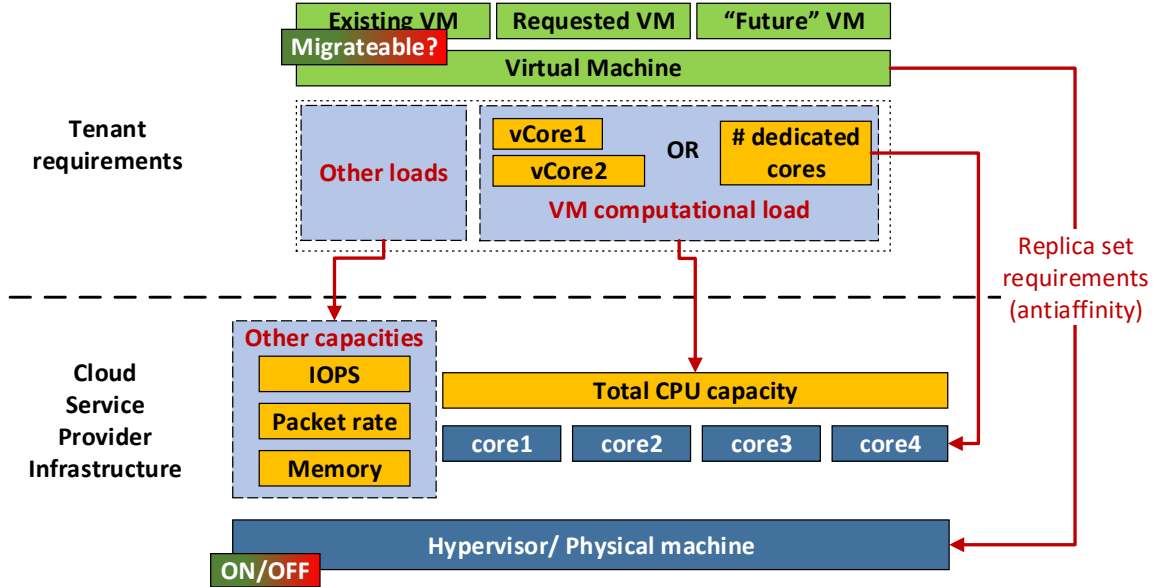 Existing VM
Requested VM
“Future” VM
Migrateable?
Virtual Machine
Tenant
requirements
Other loads
vCore1
vCore2
OR
# dedicated
cores
VM computational load
Replica set
requirements
(antiaffinity)
Cloud
Service
Provider
Infrastructure
Other capacities
IOPS
Packet rate
Memory
Total CPU capacity
core1
core2
core3
core4
Hypervisor/ Physical machine
ON/OFF